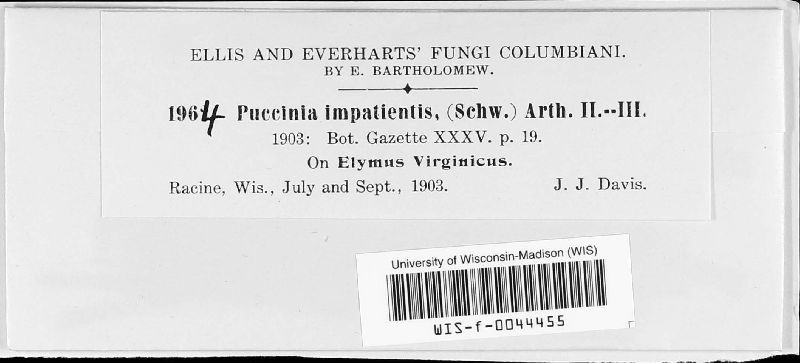 ELLIS AND EVERHARTS' FUNGI COLUMBIANI.
BY E. BARTHOLOMEW.
1964 Puccinia impatientis, (Schw.) Arth. II.--III.
1903: Bot. Gazette XXXV. p. 19.
On Elymus Virginicus.
Racine, Wis., July and Sept., 1903. J. J. Davis.
University of Wisconsin-Madison (WIS)
WIS-f-0044455